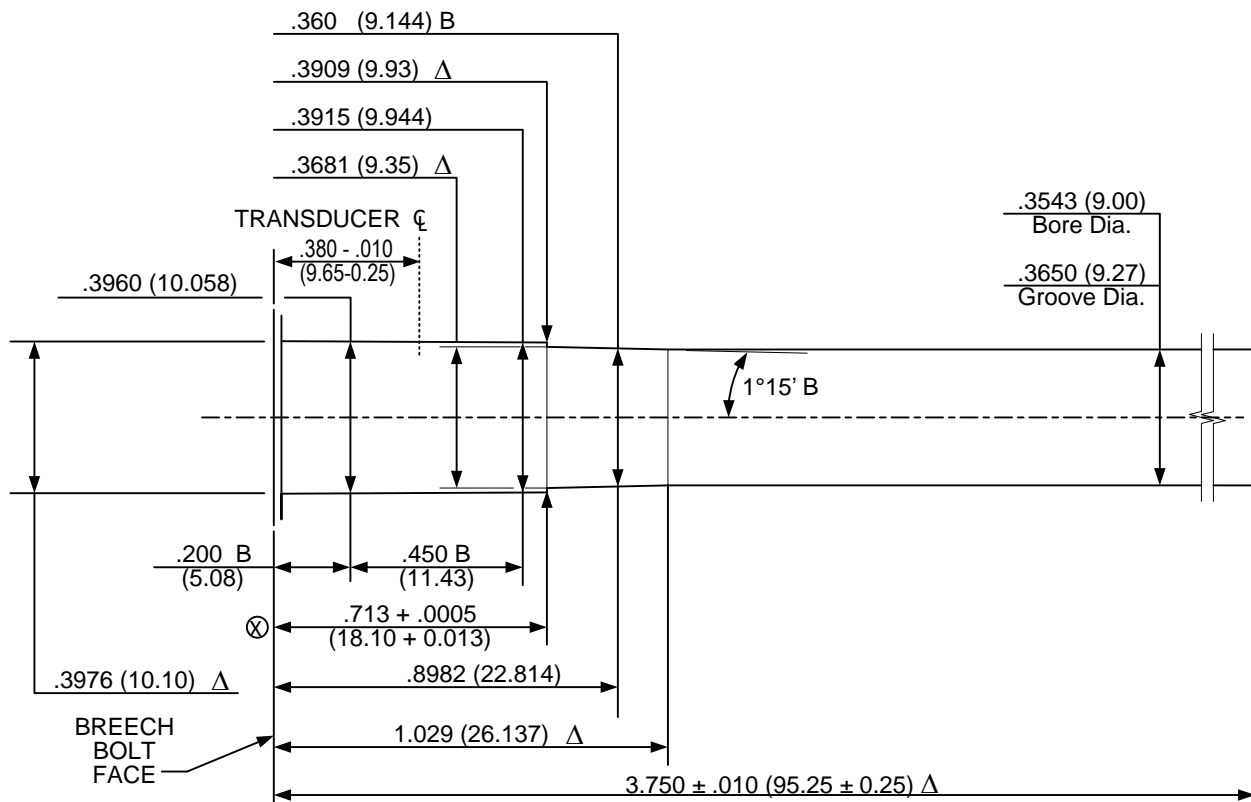 .360 (9.144) B
.3909 (9.93) Δ
.3915 (9.944)
.3681 (9.35) Δ
TRANSDUCER ℄
.380 - .010
(9.65-0.25)
.3960 (10.058)
.3543 (9.00)
Bore Dia.
.3650 (9.27)
Groove Dia.
1°15’ B
.200 B
(5.08)
.450 B
(11.43)
Ⓧ
.713 + .0005
(18.10 + 0.013)
.3976 (10.10) Δ
.8982 (22.814)
BREECH
BOLT
FACE
1.029 (26.137) Δ
3.750 ± .010 (95.25 ± 0.25) Δ